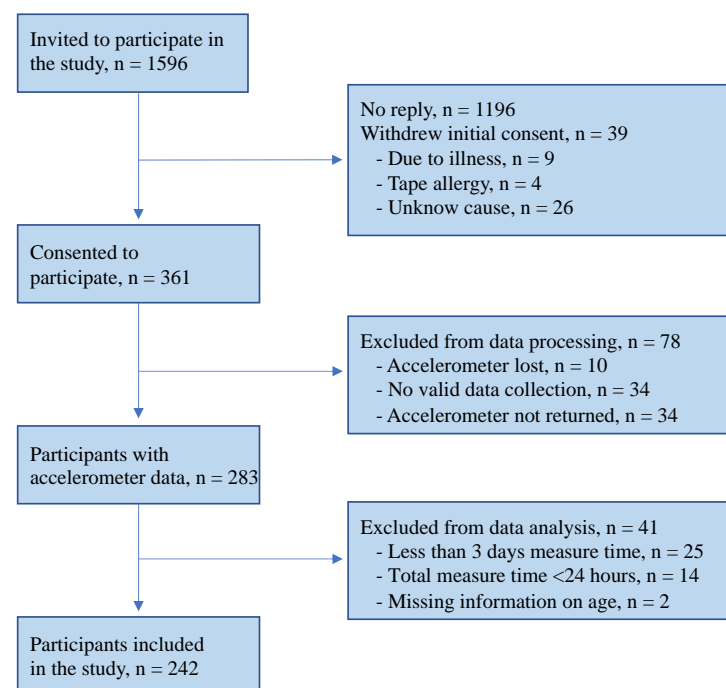 Invited to participate in
the study, n = 1596
No reply, n = 1196
Withdrew initial consent, n = 39
- Due to illness, n = 9
- Tape allergy, n = 4
- Unknow cause, n = 26
Consented to
participate, n = 361
Excluded from data processing, n = 78
- Accelerometer lost, n = 10
- No valid data collection, n = 34
- Accelerometer not returned, n = 34
Participants with
accelerometer data, n = 283
Excluded from data analysis, n = 41
- Less than 3 days measure time, n = 25
- Total measure time <24 hours, n = 14
- Missing information on age, n = 2
Participants included
in the study, n = 242